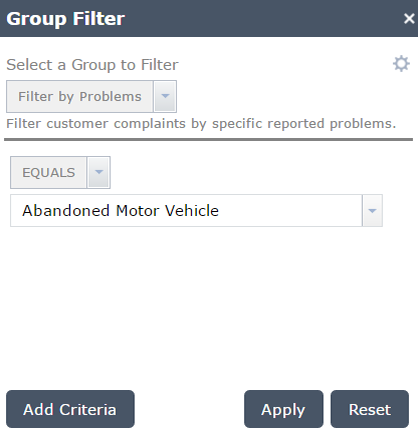 Group Filter ×
Select a Group to Filter
Filter by Problems
Filter customer complaints by specific reported problems.
EQUALS
Abandoned Motor Vehicle
Add Criteria Apply Reset